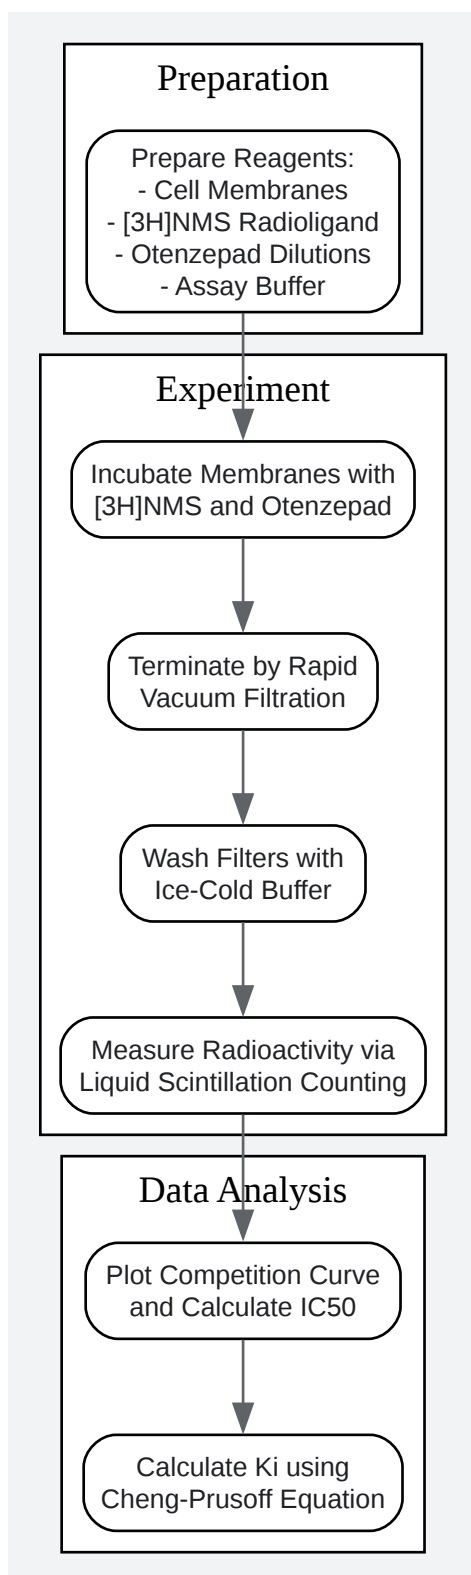 Preparation
Prepare Reagents:
- Cell Membranes
- [3H]NMS Radioligand
- Otenzepad Dilutions
- Assay Buffer
Experiment
Incubate Membranes with
[3H]NMS and Otenzepad
Terminate by Rapid
Vacuum Filtration
Wash Filters with
Ice-Cold Buffer
Measure Radioactivity via
Liquid Scintillation Counting
Data Analysis
Plot Competition Curve
and Calculate IC50
Calculate Ki using
Cheng-Prusoff Equation